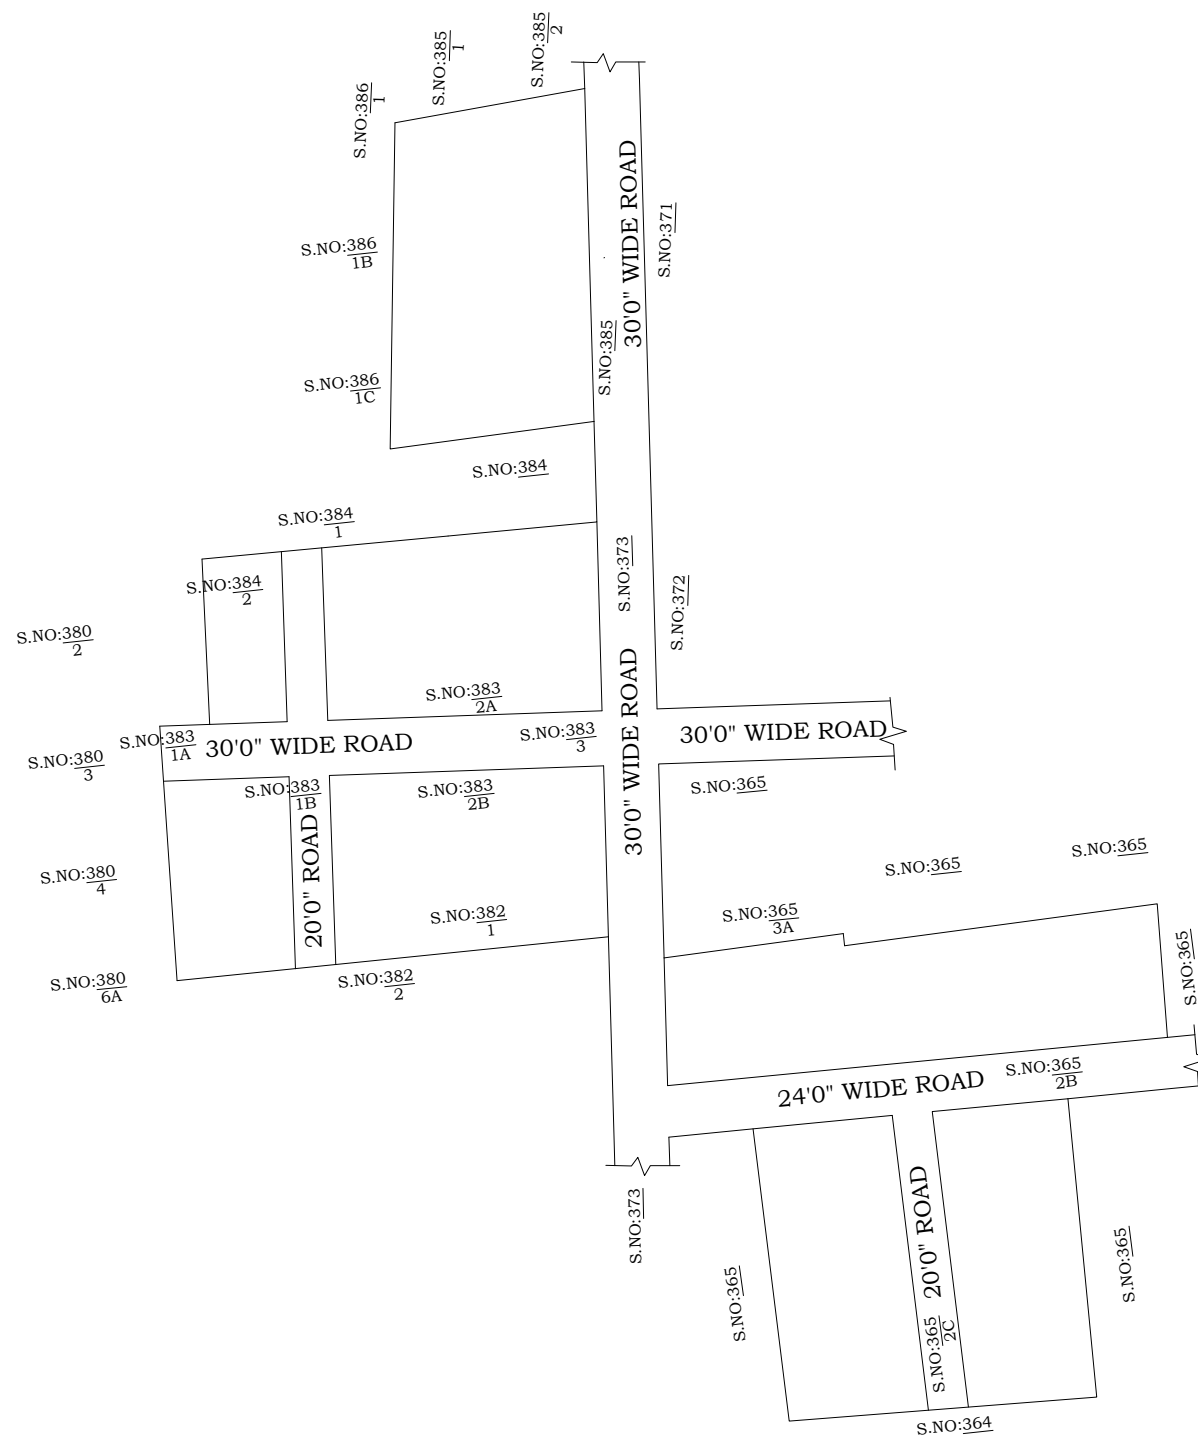 S.NO:385
2
S.NO:385
1
S.NO:386
1
30'0" WIDE ROAD
S.NO:371
S.NO:386
1B
S.NO:385
S.NO:386
1C
S.NO:384
S.NO:384
1
S.NO:373
S.NO:384
2
S.NO:372
S.NO:380
2
30'0" WIDE ROAD
S.NO:383
2A
S.NO:383
1A
30'0" WIDE ROAD
S.NO:383
3
30'0" WIDE ROAD
S.NO:380
3
S.NO:383
1B
S.NO:383
2B
S.NO:365
20'0" ROAD
S.NO:365
S.NO:365
S.NO:380
4
S.NO:382
1
S.NO:365
3A
S.NO:365
S.NO:380
6A
S.NO:382
2
24'0" WIDE ROAD
S.NO:365
2B
20'0" ROAD
S.NO:373
S.NO:365
S.NO:365
S.NO:365
2C
S.NO:364